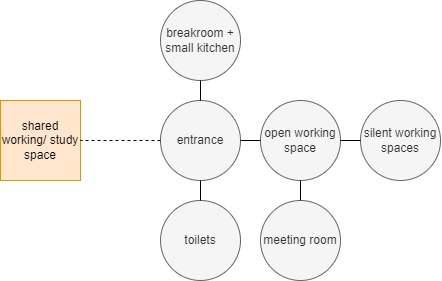 breakroom +
small kitchen
shared
working/ study
space
entrance
open working
space
silent working
spaces
toilets
meeting room